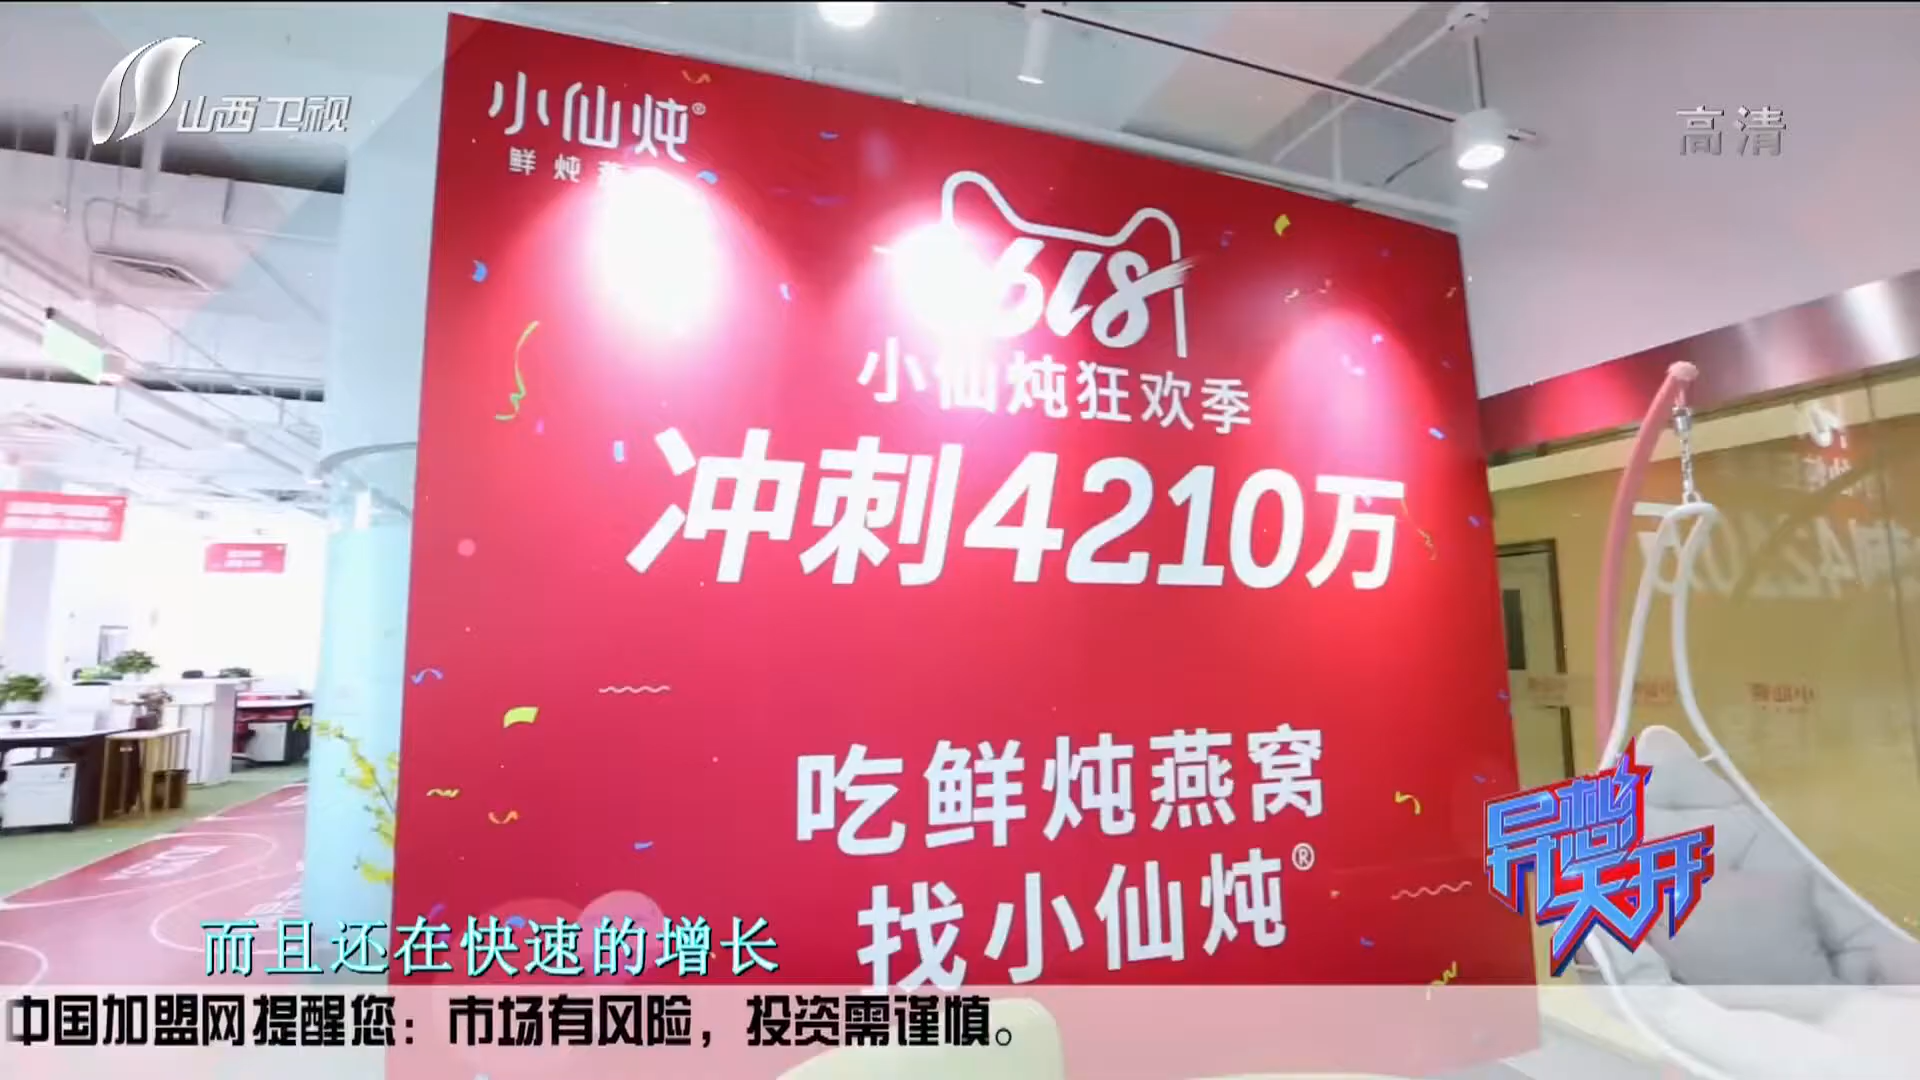 山西卫视
高清
小仙炖®
鲜炖
618
小仙炖狂欢季
冲刺4210万
吃鲜炖燕窝
找小仙炖®
异想天开
而且还在快速的增长
中国加盟网提醒您：市场有风险，投资需谨慎。